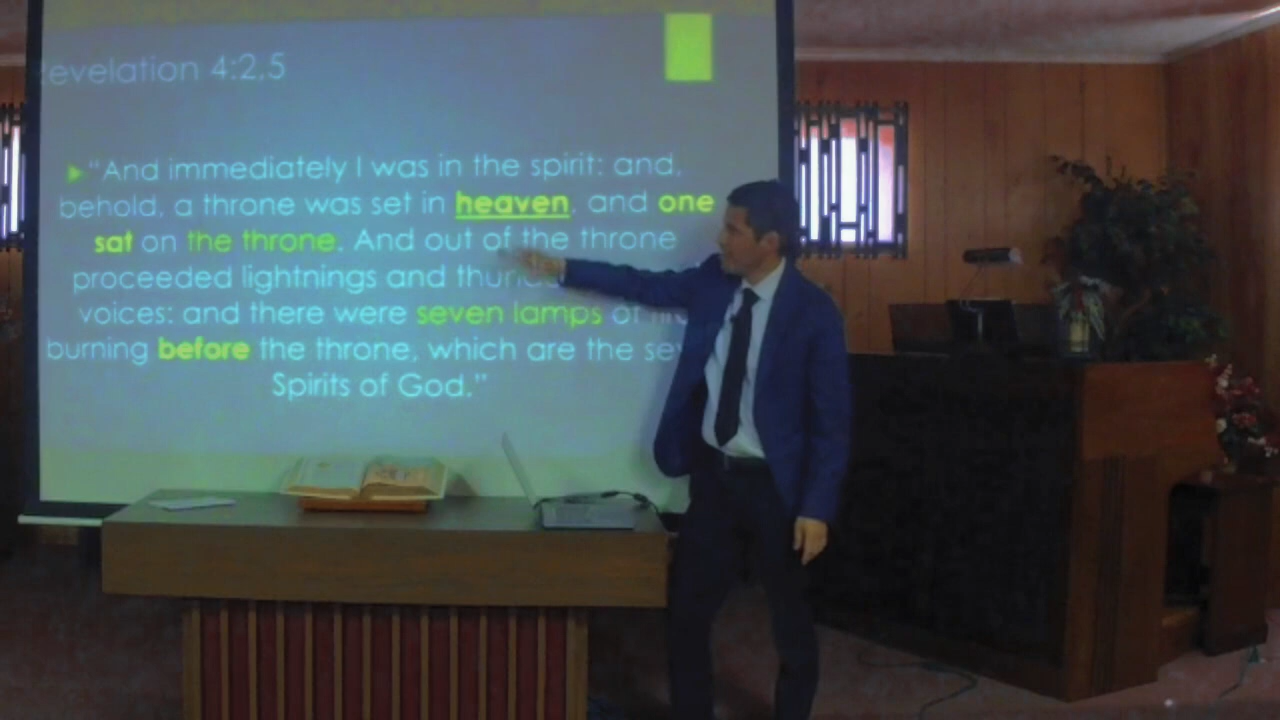 evelation 4:2,5
"And immediately I was in the spirit: and,
behold, a throne was set in heaven, and one
sat on the throne. And out of the throne
proceeded lightnings and
voices: and there were seven lamps of
burning before the throne, which are the
Spirits of God."